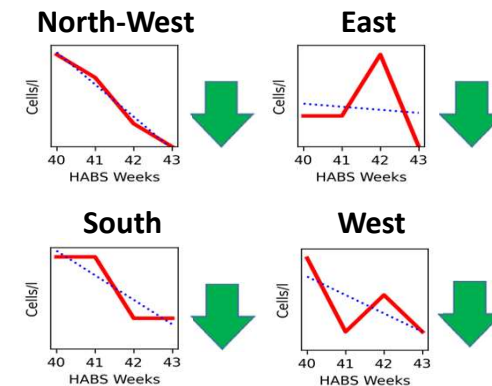 North-West
Cells/l
40 41 42 43
HABS Weeks
East
Cells/l
40 41 42 43
HABS Weeks
South
Cells/l
40 41 42 43
HABS Weeks
West
Cells/l
40 41 42 43
HABS Weeks